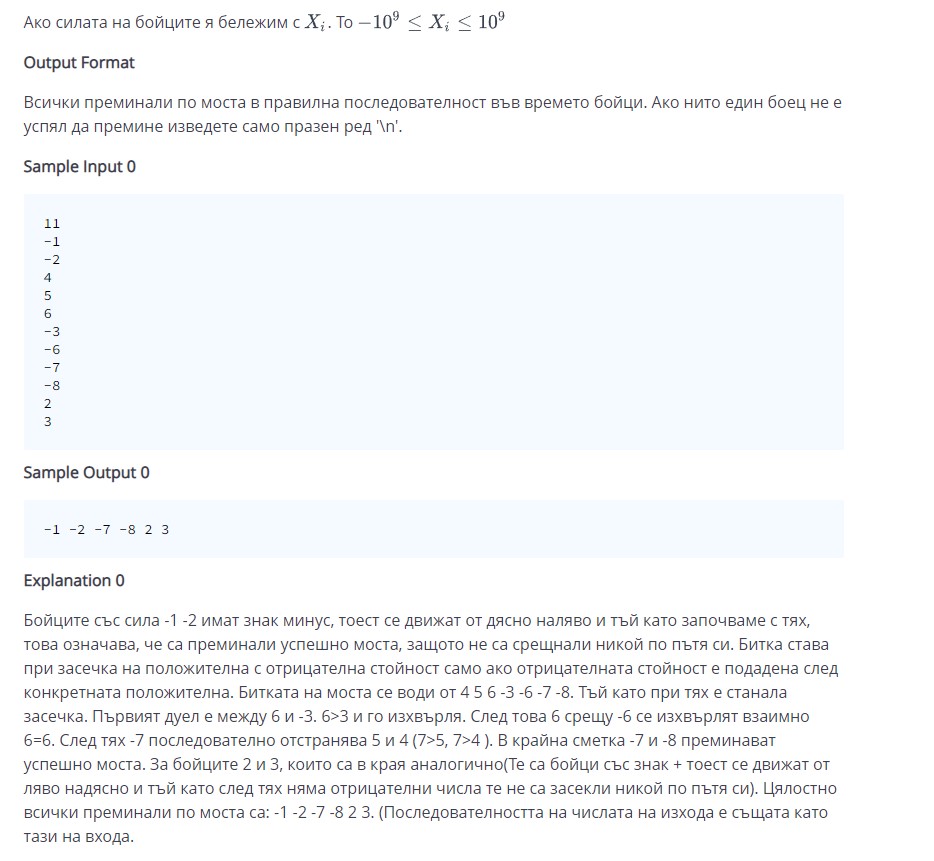 Ако силата на бойците я бележим с X_i. То −10^9 ≤ X_i ≤ 10^9
Output Format
Всички преминали по моста в правилна последователност във времето бойци. Ако нито един боец не е
успял да премине изведете само празен ред '\n'.
Sample Input 0
11
-1
-2
4
5
6
-3
-6
-7
-8
2
3
Sample Output 0
-1 -2 -7 -8 2 3
Explanation 0
Бойците със сила -1 -2 имат знак минус, тоест се движат от дясно наляво и тъй като започваме с тях,
това означава, че са преминали успешно моста, защото не са срещнали никой по пътя си. Битка става
при засечка на положителна с отрицателна стойност само ако отрицателната стойност е подадена след
конкретната положителна. Битката на моста се води от 4 5 6 -3 -6 -7 -8. Тъй като при тях е станала
засечка. Първият дуел е между 6 и -3. 6>3 и го изхвърля. След това 6 срещу -6 се изхвърлят взаимно
6=6. След тях -7 последователно отстранява 5 и 4 (7>5, 7>4 ). В крайна сметка -7 и -8 преминават
успешно моста. За бойците 2 и 3, които са в края аналогично(Те са бойци със знак + тоест се движат от
ляво надясно и тъй като след тях няма отрицателни числа те не са засекли никой по пътя си). Цялостно
всички преминали по моста са: -1 -2 -7 -8 2 3. (Последователността на числата на изхода е същата като
тази на входа.